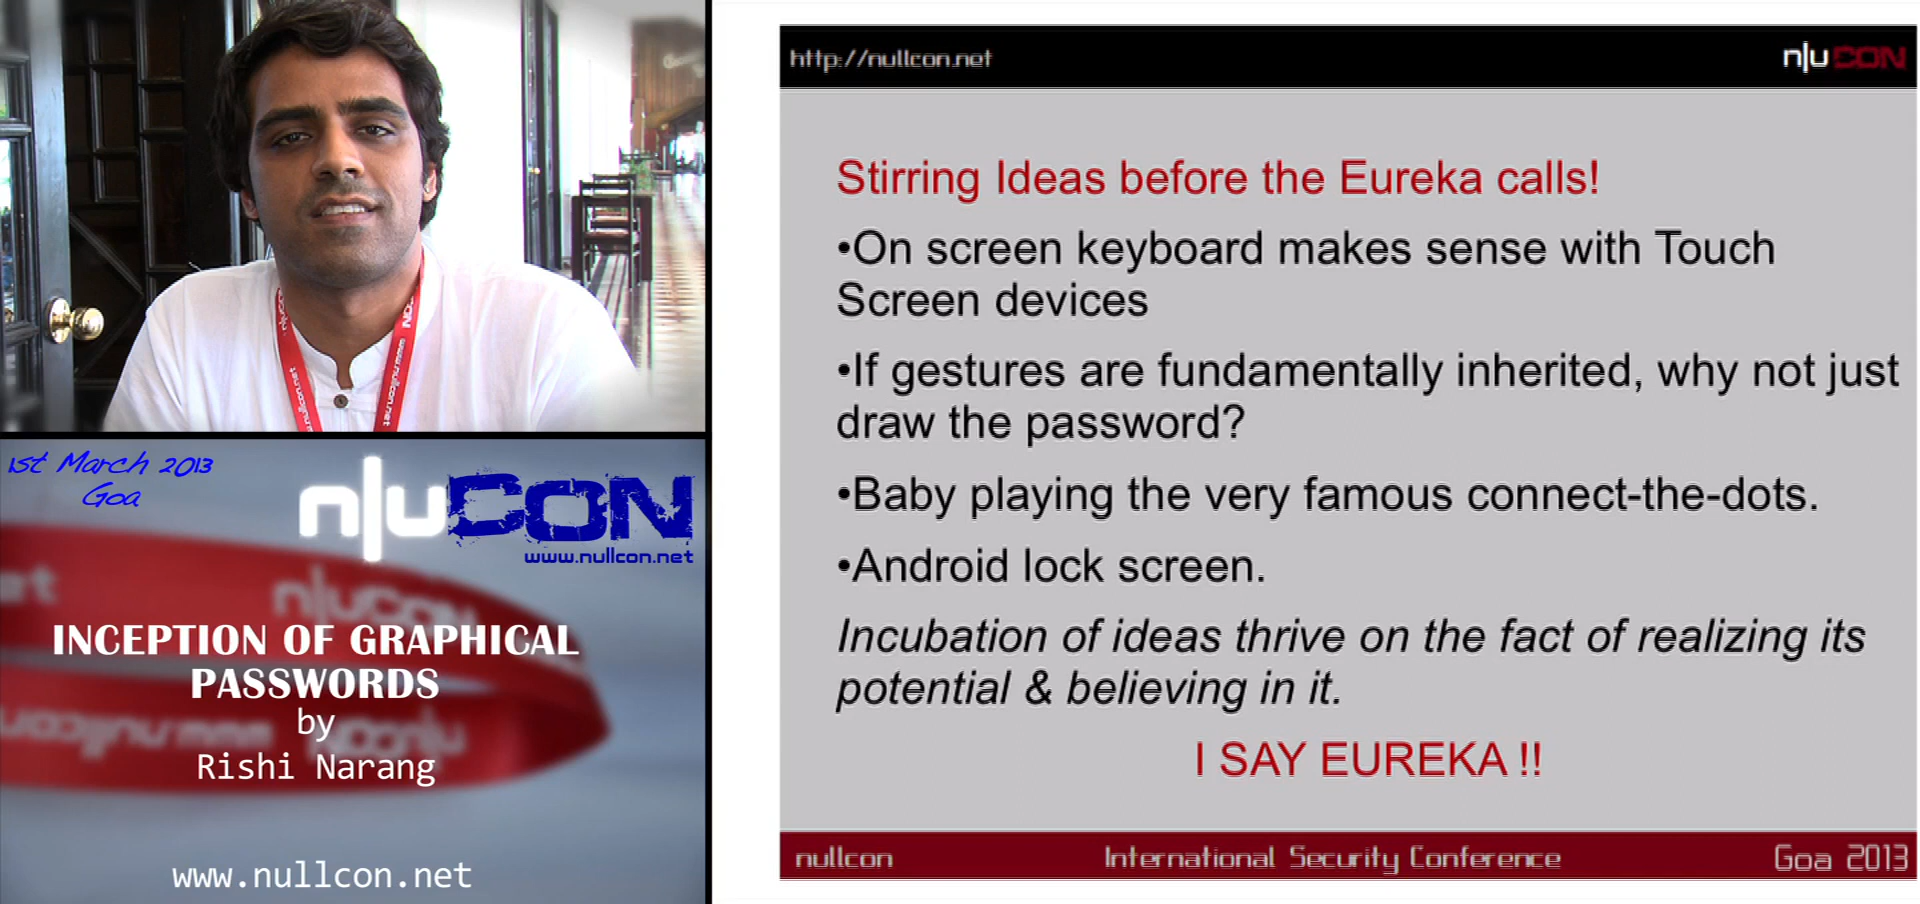 1st March 2013
Goa
n|u CON
www.nullcon.net
INCEPTION OF GRAPHICAL
PASSWORDS
by
Rishi Narang
www.nullcon.net
http://nullcon.net
n|u CON
Stirring Ideas before the Eureka calls!
•On screen keyboard makes sense with Touch
Screen devices
•If gestures are fundamentally inherited, why not just
draw the password?
•Baby playing the very famous connect-the-dots.
•Android lock screen.
Incubation of ideas thrive on the fact of realizing its
potential & believing in it.
I SAY EUREKA !!
nullcon
International Security Conference
Goa 2013